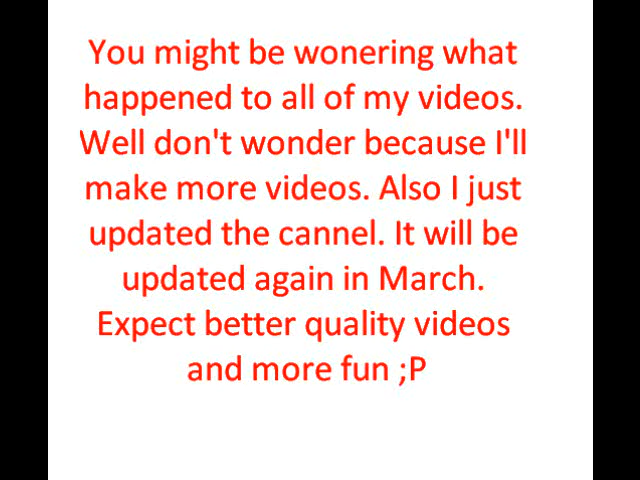 You might be wonering what
happened to all of my videos.
Well don't wonder because I'll
make more videos. Also I just
updated the cannel. It will be
updated again in March.
Expect better quality videos
and more fun ;P